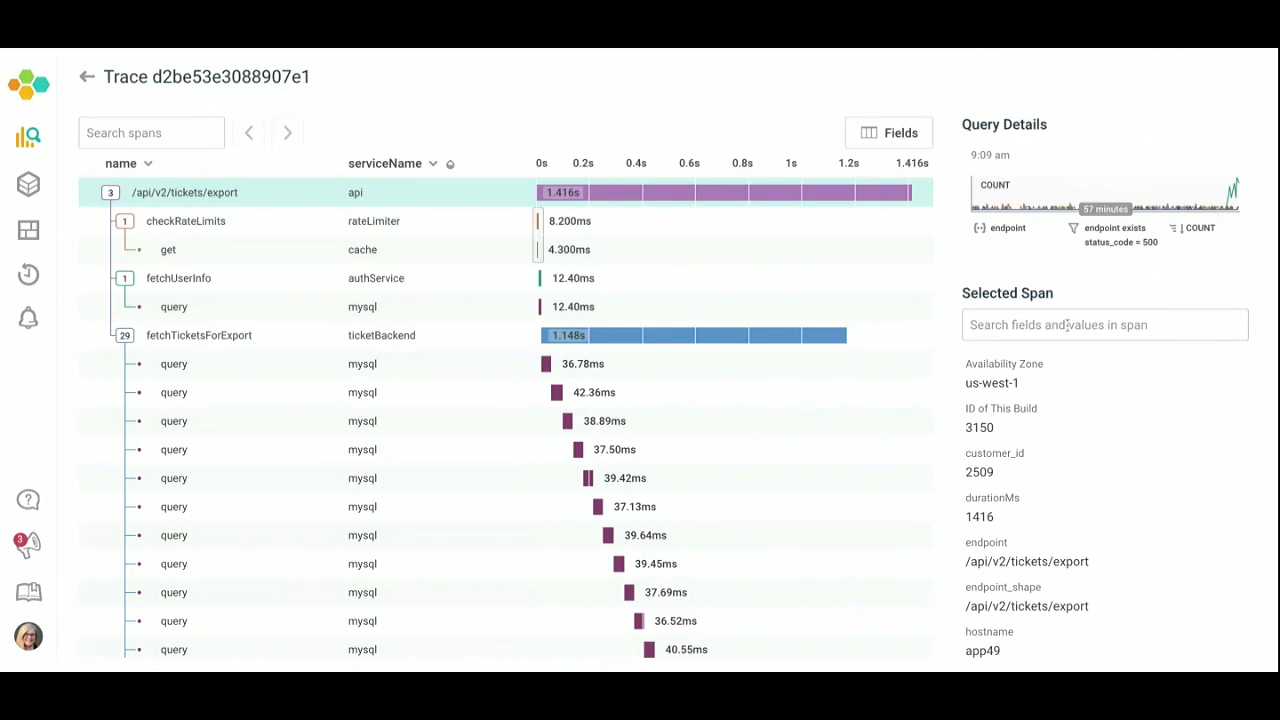 Trace d2be53e3088907e1
Search spans
Fields
name serviceName 0s 0.2s 0.4s 0.6s 0.8s 1s 1.2s 1.416s
3 /api/v2/tickets/export api 1.416s
1 checkRateLimits rateLimiter 8.200ms
get cache 4.300ms
1 fetchUserInfo authService 12.40ms
query mysql 12.40ms
29 fetchTicketsForExport ticketBackend 1.148s
query mysql 36.78ms
query mysql 42.36ms
query mysql 38.89ms
query mysql 37.50ms
query mysql 39.42ms
query mysql 37.13ms
query mysql 39.64ms
query mysql 39.45ms
query mysql 37.69ms
query mysql 36.52ms
query mysql 40.55ms
3
Query Details
9:09 am
COUNT
57 minutes
endpoint endpoint exists COUNT
status_code = 500
Selected Span
Search fields and values in span
Availability Zone
us-west-1
ID of This Build
3150
customer_id
2509
durationMs
1416
endpoint
/api/v2/tickets/export
endpoint_shape
/api/v2/tickets/export
hostname
app49